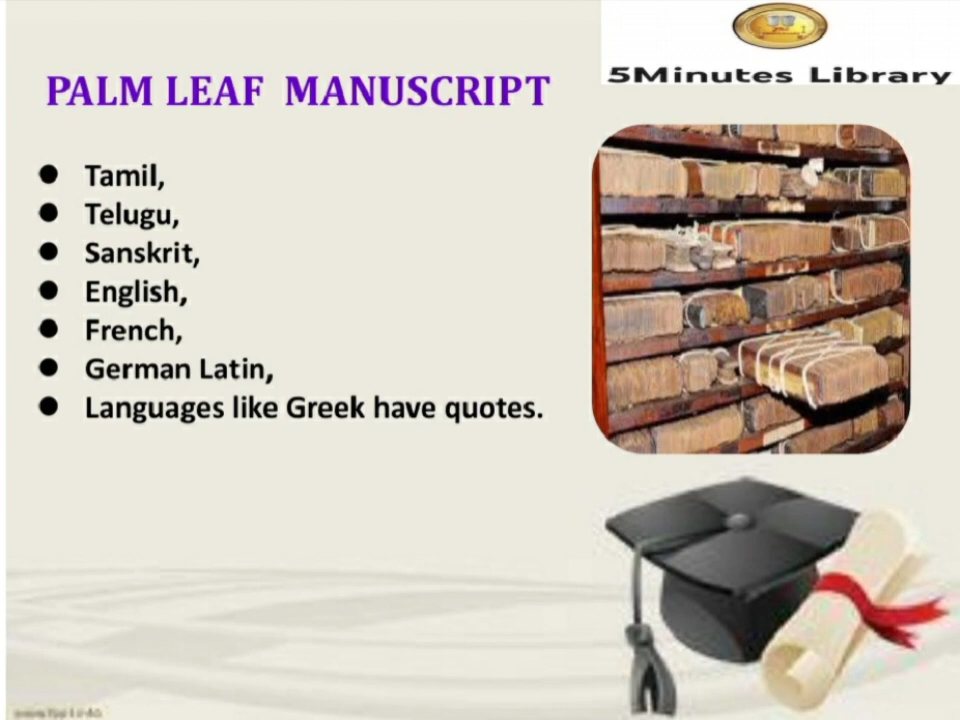 5Minutes Library
PALM LEAF MANUSCRIPT
Tamil,
Telugu,
Sanskrit,
English,
French,
German Latin,
Languages like Greek have quotes.